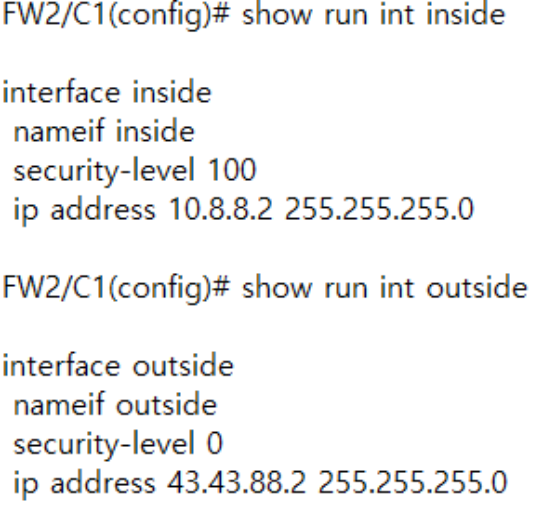 FW2/C1(config)# show run int inside
interface inside
nameif inside
security-level 100
ip address 10.8.8.2 255.255.255.0
FW2/C1(config)# show run int outside
interface outside
nameif outside
security-level 0
ip address 43.43.88.2 255.255.255.0